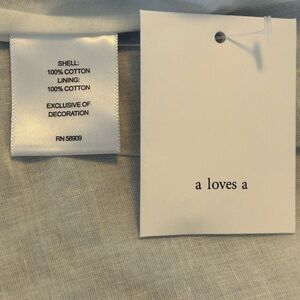 SHELL:
100% COTTON
LINING:
100% COTTON
EXCLUSIVE OF
DECORATION
RN 58909
a loves a